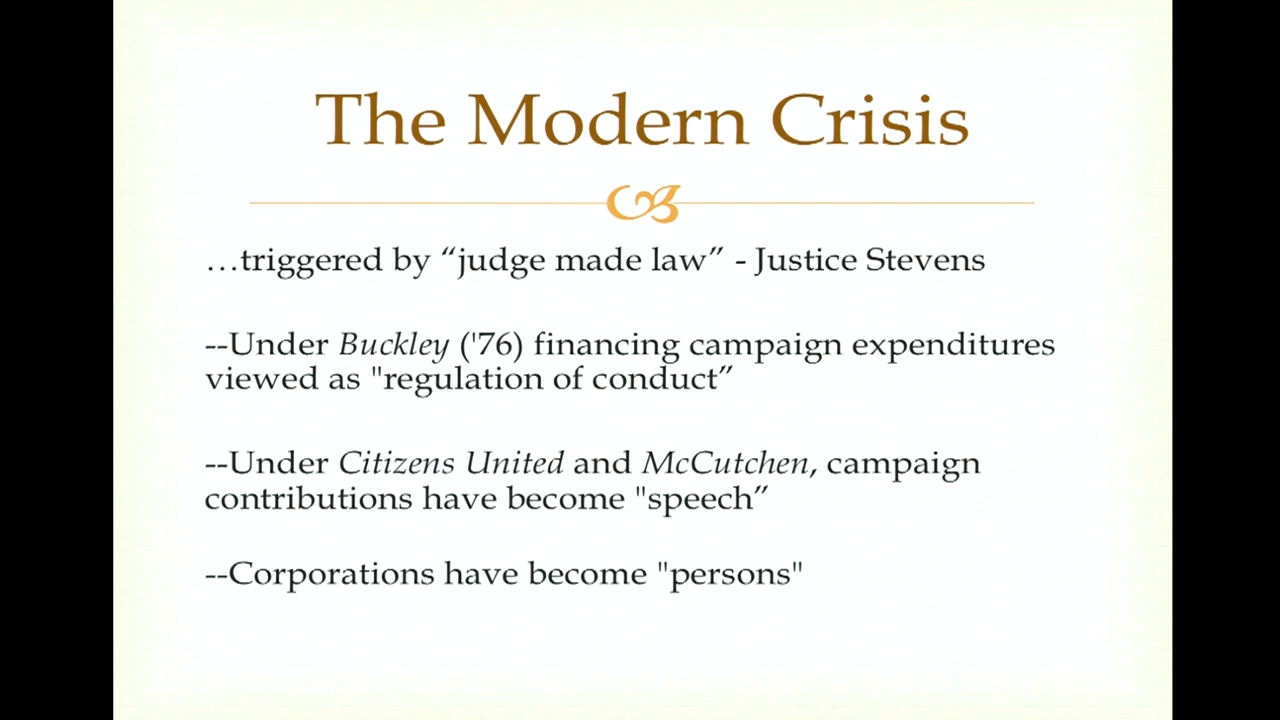 The Modern Crisis
…triggered by “judge made law” - Justice Stevens
--Under Buckley ('76) financing campaign expenditures
viewed as "regulation of conduct”
--Under Citizens United and McCutchen, campaign
contributions have become "speech”
--Corporations have become "persons"